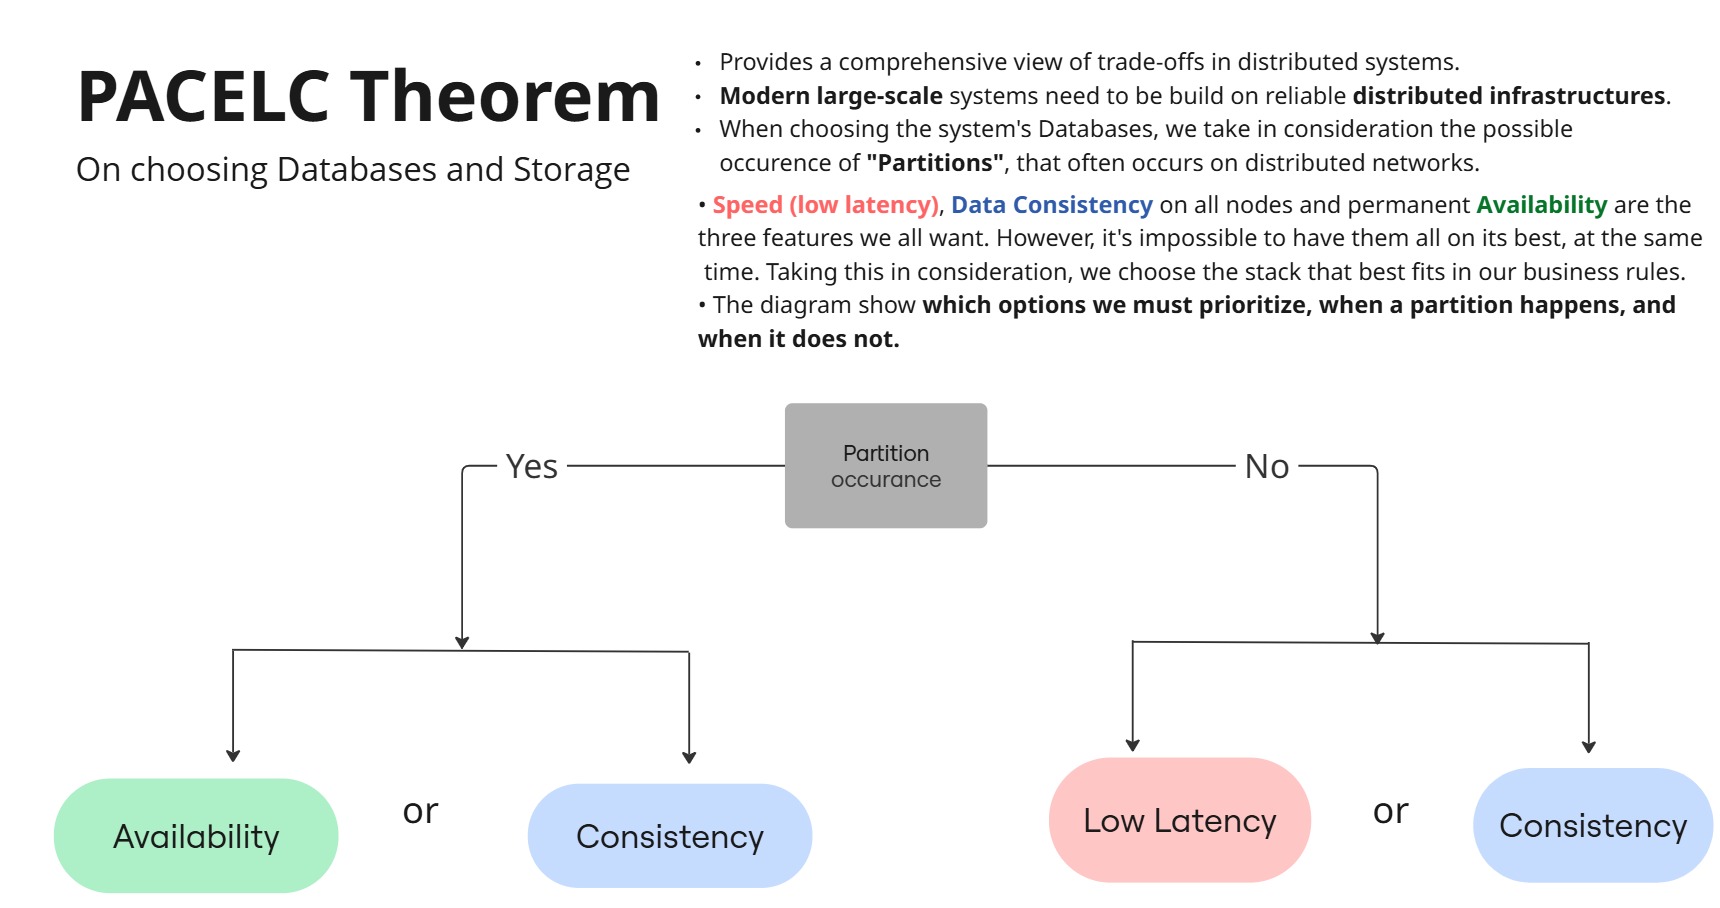 PACELC Theorem
On choosing Databases and Storage
• Provides a comprehensive view of trade-offs in distributed systems.
• Modern large-scale systems need to be build on reliable distributed infrastructures.
• When choosing the system's Databases, we take in consideration the possible
occurence of "Partitions", that often occurs on distributed networks.
• Speed (low latency), Data Consistency on all nodes and permanent Availability are the
three features we all want. However, it's impossible to have them all on its best, at the same
time. Taking this in consideration, we choose the stack that best fits in our business rules.
• The diagram show which options we must prioritize, when a partition happens, and
when it does not.
Partition
occurance
Yes
No
Availability
or
Consistency
Low Latency
or
Consistency